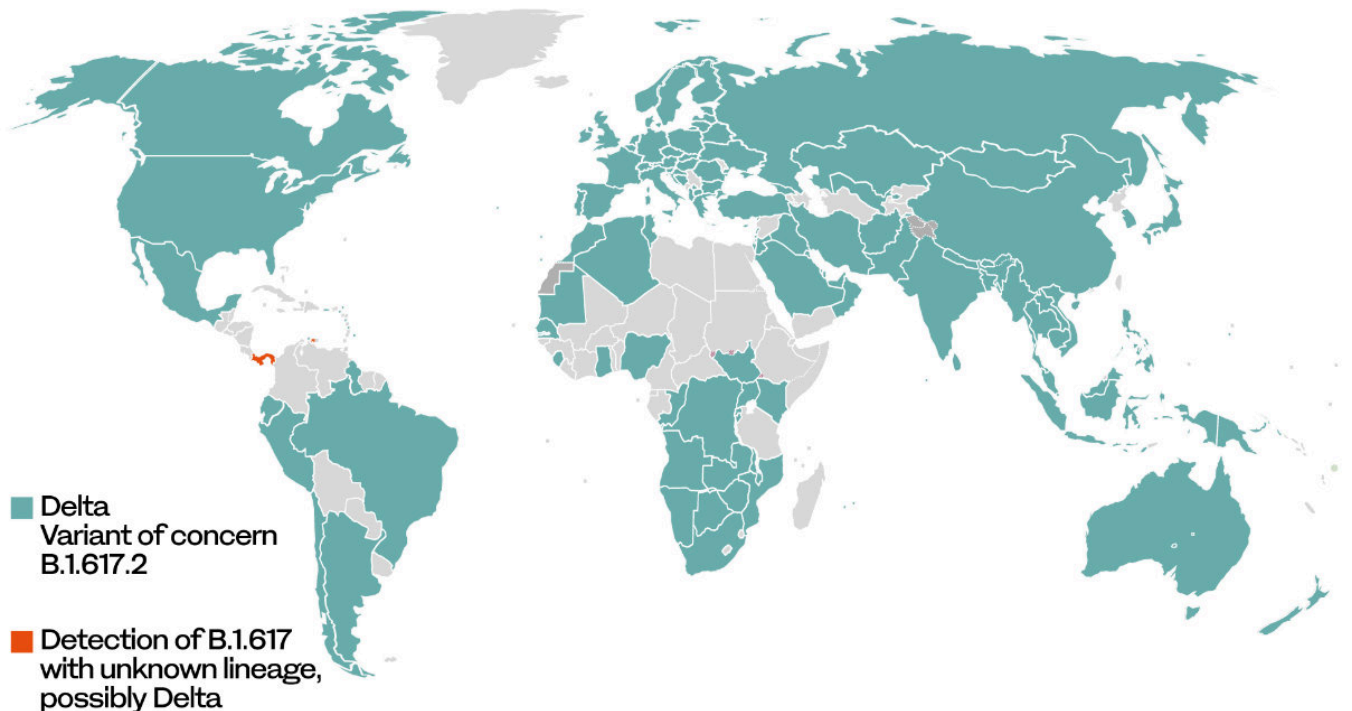 Delta
Variant of concern
B.1.617.2
Detection of B.1.617
with unknown lineage,
possibly Delta